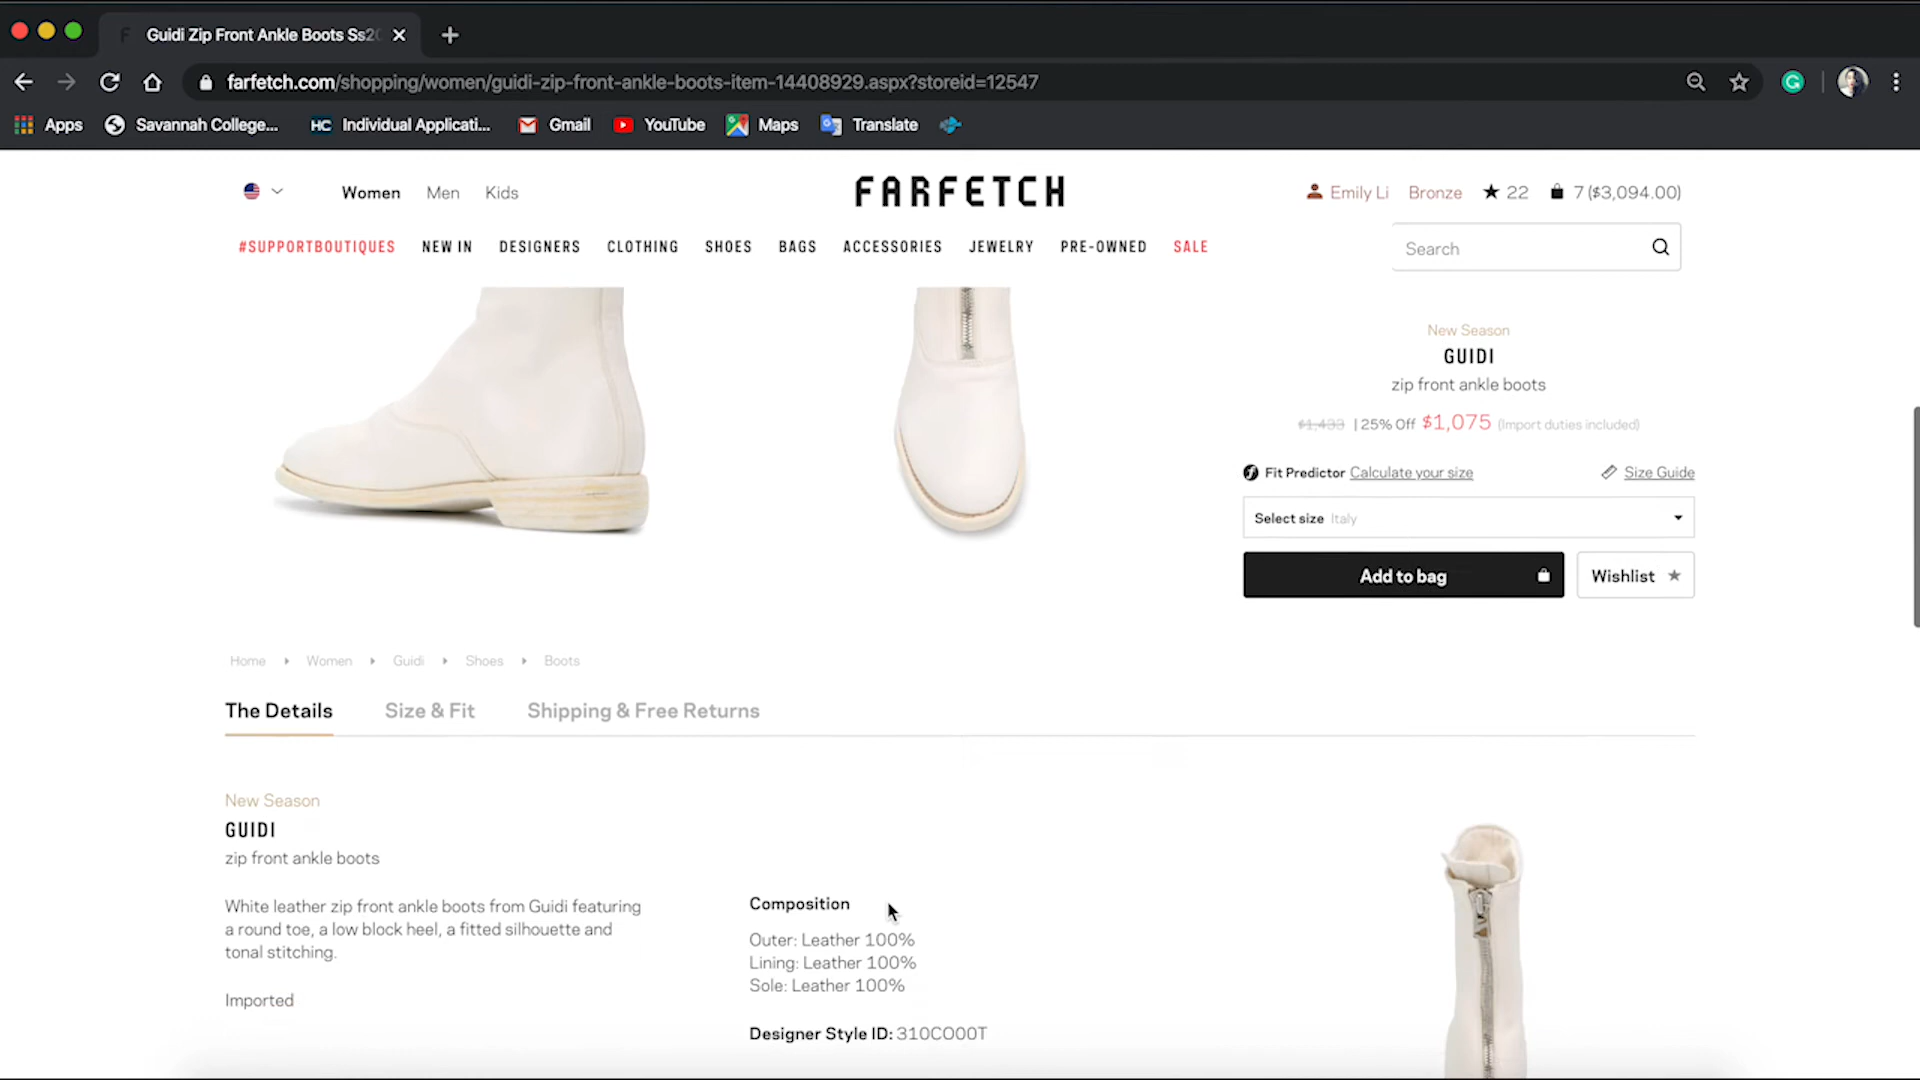 Guidi Zip Front Ankle Boots Ss20
farfetch.com/shopping/women/guidi-zip-front-ankle-boots-item-14408929.aspx?storeid=12547
Apps
Savannah College...
HC Individual Applicati...
Gmail
YouTube
Maps
Translate
Women
Men
Kids
FARFETCH
Emily Li
Bronze
22
7 ($3,094.00)
#SUPPORTBOUTIQUES
NEW IN
DESIGNERS
CLOTHING
SHOES
BAGS
ACCESSORIES
JEWELRY
PRE-OWNED
SALE
Search
New Season
GUIDI
zip front ankle boots
$1,433 | 25% Off $1,075 (Import duties included)
Fit Predictor Calculate your size
Size Guide
Select size Italy
Add to bag
Wishlist
Home
Women
Guidi
Shoes
Boots
The Details
Size & Fit
Shipping & Free Returns
New Season
GUIDI
zip front ankle boots
White leather zip front ankle boots from Guidi featuring
a round toe, a low block heel, a fitted silhouette and
tonal stitching.
Imported
Composition
Outer: Leather 100%
Lining: Leather 100%
Sole: Leather 100%
Designer Style ID: 310COO0T